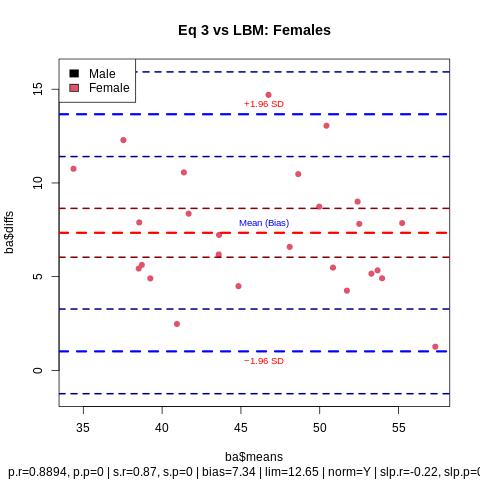 Eq 3 vs LBM: Females
Male
Female
+1.96 SD
Mean (Bias)
−1.96 SD
ba$diffs
15
10
5
0
35
40
45
50
55
ba$means
p.r=0.8894, p.p=0 | s.r=0.87, s.p=0 | bias=7.34 | lim=12.65 | norm=Y | slp.r=-0.22, slp.p=0